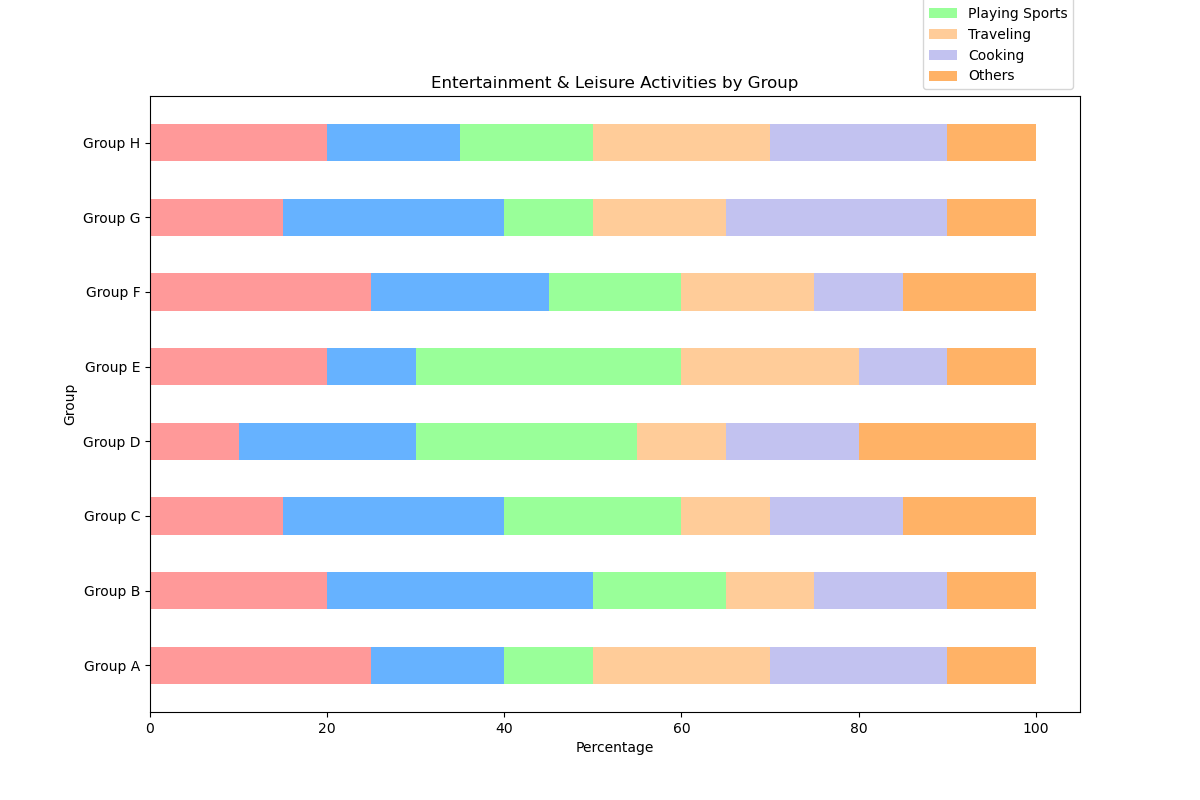 Playing Sports
Traveling
Cooking
Others
Entertainment & Leisure Activities by Group
Group H
Group G
Group F
Group E
Group D
Group C
Group B
Group A
Group
0 20 40 60 80 100
Percentage